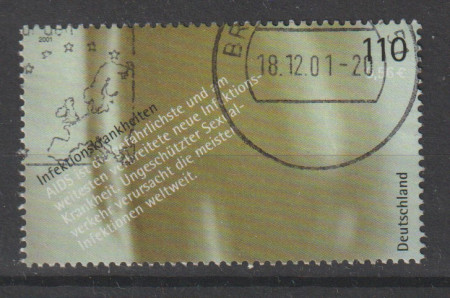 2001
BR
110
0,56 €
18.12.01-20
Infektionskrankheiten
AIDS ist die gefährlichste und am
weitesten verbreitete neue Infektions-
Krankheit. Ungeschützter Sexual-
verkehr verursacht die meisten
Infektionen weltweit.
Deutschland